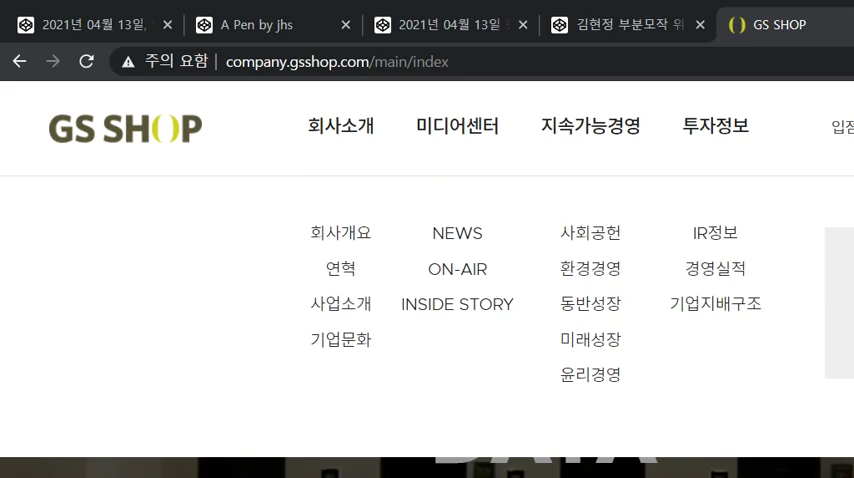 2021년 04월 13일,
A Pen by jhs
2021년 04월 13일
김현정 부분모작 위
GS SHOP
주의 요함 | company.gsshop.com/main/index
GS SHOP
회사소개 미디어센터 지속가능경영 투자정보 입점
회사개요 NEWS 사회공헌 IR정보
연혁 ON-AIR 환경경영 경영실적
사업소개 INSIDE STORY 동반성장 기업지배구조
기업문화 미래성장
윤리경영
DATA